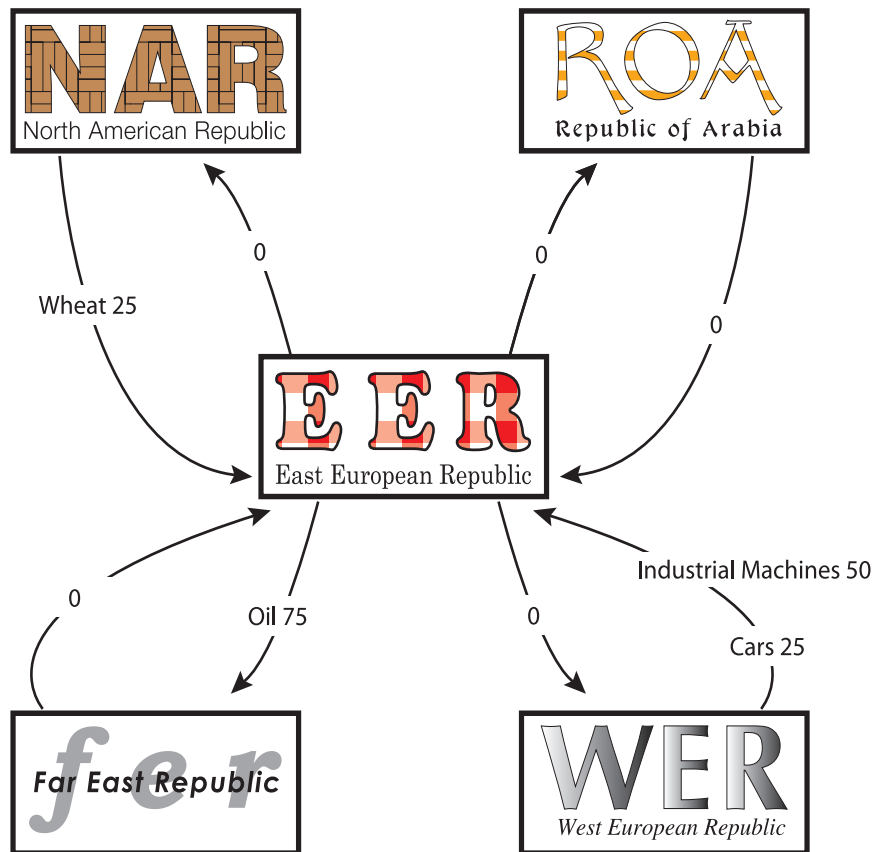 NAR
North American Republic
ROA
Republic of Arabia
0
0
Wheat 25
0
EER
East European Republic
Industrial Machines 50
0
Oil 75
0
Cars 25
fer
Far East Republic
WER
West European Republic